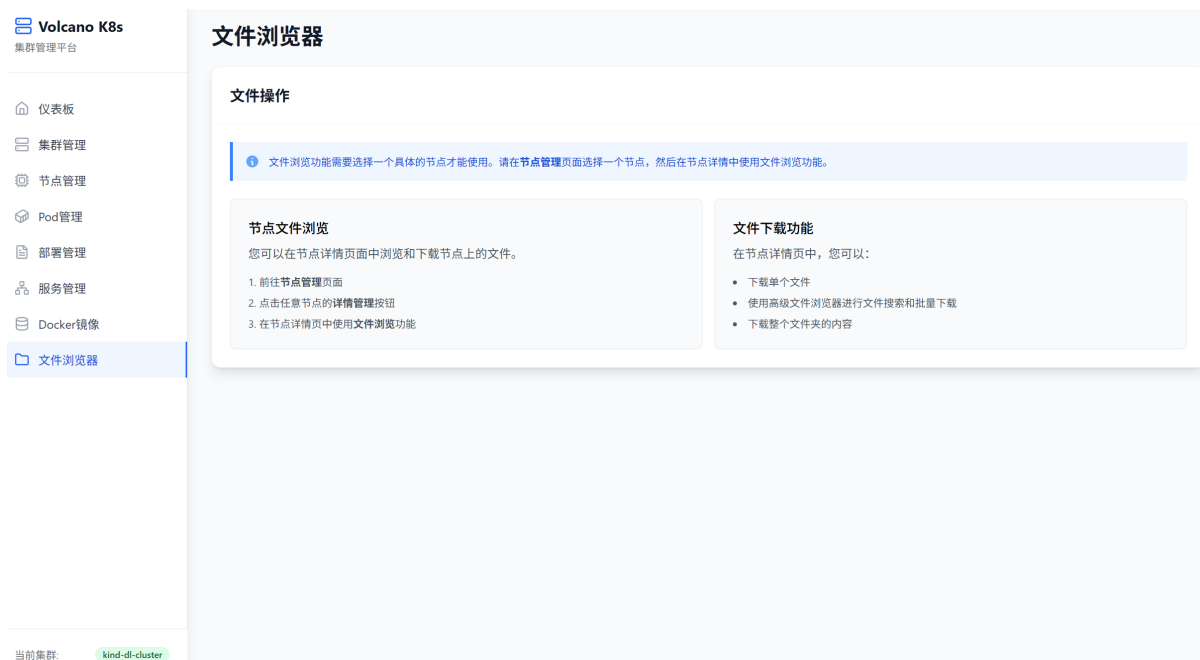 Volcano K8s
集群管理平台
仪表板
集群管理
节点管理
Pod管理
部署管理
服务管理
Docker镜像
文件浏览器
当前集群:
kind-dl-cluster
文件浏览器
文件操作
文件浏览功能需要选择一个具体的节点才能使用。请在节点管理页面选择一个节点，然后在节点详情中使用文件浏览功能。
节点文件浏览
您可以在节点详情页面中浏览和下载节点上的文件。
1. 前往节点管理页面
2. 点击任意节点的详情管理按钮
3. 在节点详情页中使用文件浏览功能
文件下载功能
在节点详情页中，您可以：
• 下载单个文件
• 使用高级文件浏览器进行文件搜索和批量下载
• 下载整个文件夹的内容